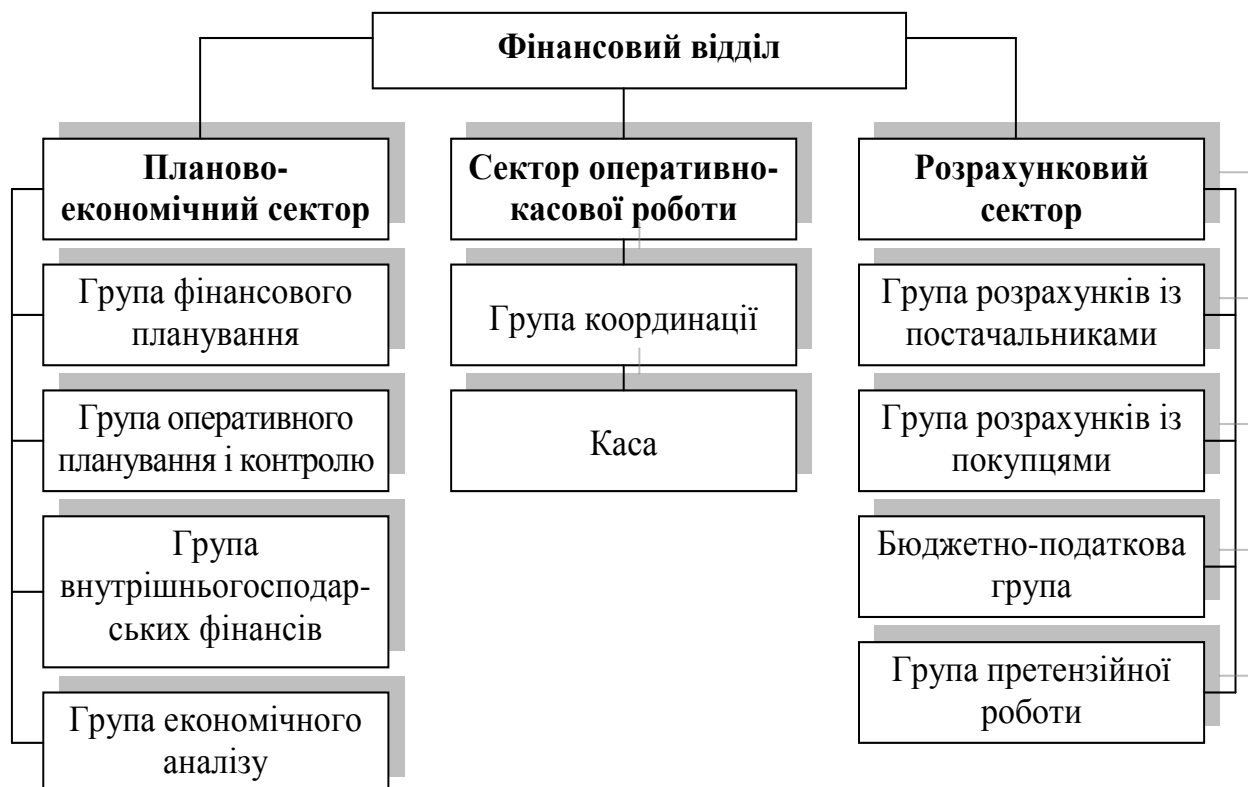 Фінансовий відділ
Планово-
економічний сектор
Група фінансового
планування
Група оперативного
планування і контролю
Група
внутрішньогосподар-
ських фінансів
Група економічного
аналізу
Сектор оперативно-
касової роботи
Група координації
Каса
Розрахунковий
сектор
Група розрахунків із
постачальниками
Група розрахунків із
покупцями
Бюджетно-податкова
група
Група претензійної
роботи